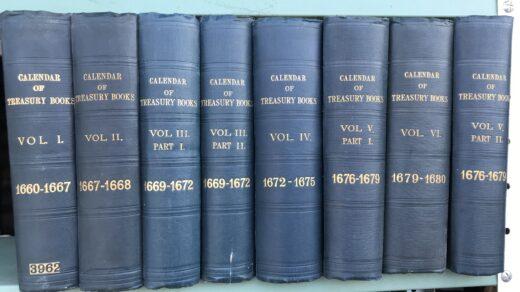 CALENDAR
OF
TREASURY BOOKS
VOL. I.
1660-1667
3962
CALENDAR
OF
TREASURY BOOKS
VOL. II.
1667-1668
CALENDAR
OF
TREASURY BOOKS
VOL. III.
PART I.
1669-1672
CALENDAR
OF
TREASURY BOOKS
VOL. III.
PART II.
1669-1672
CALENDAR
OF
TREASURY BOOKS
VOL. IV.
1672-1675
CALENDAR
OF
TREASURY BOOKS
VOL. V.
PART I.
1676-1679
CALENDAR
OF
TREASURY BOOKS
VOL. VI.
1679-1680
CALENDAR
OF
TREASURY BOOKS
VOL. V.
PART II.
1676-1679